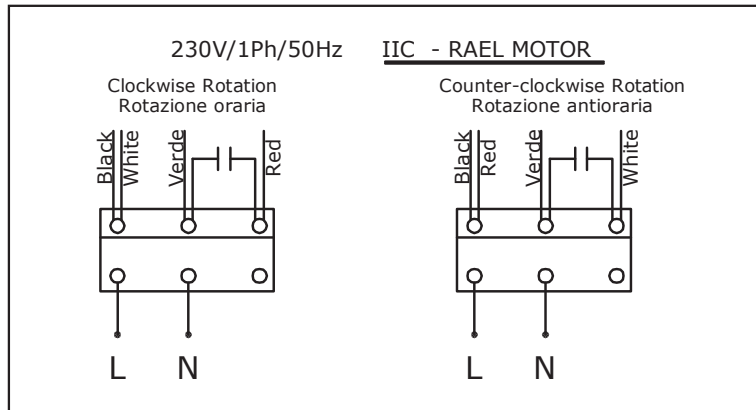 230V/1Ph/50Hz IIC - RAEL MOTOR
Clockwise Rotation
Rotazione oraria
Black
White
Verde
Red
L N
Counter-clockwise Rotation
Rotazione antioraria
Black
Red
Verde
White
L N